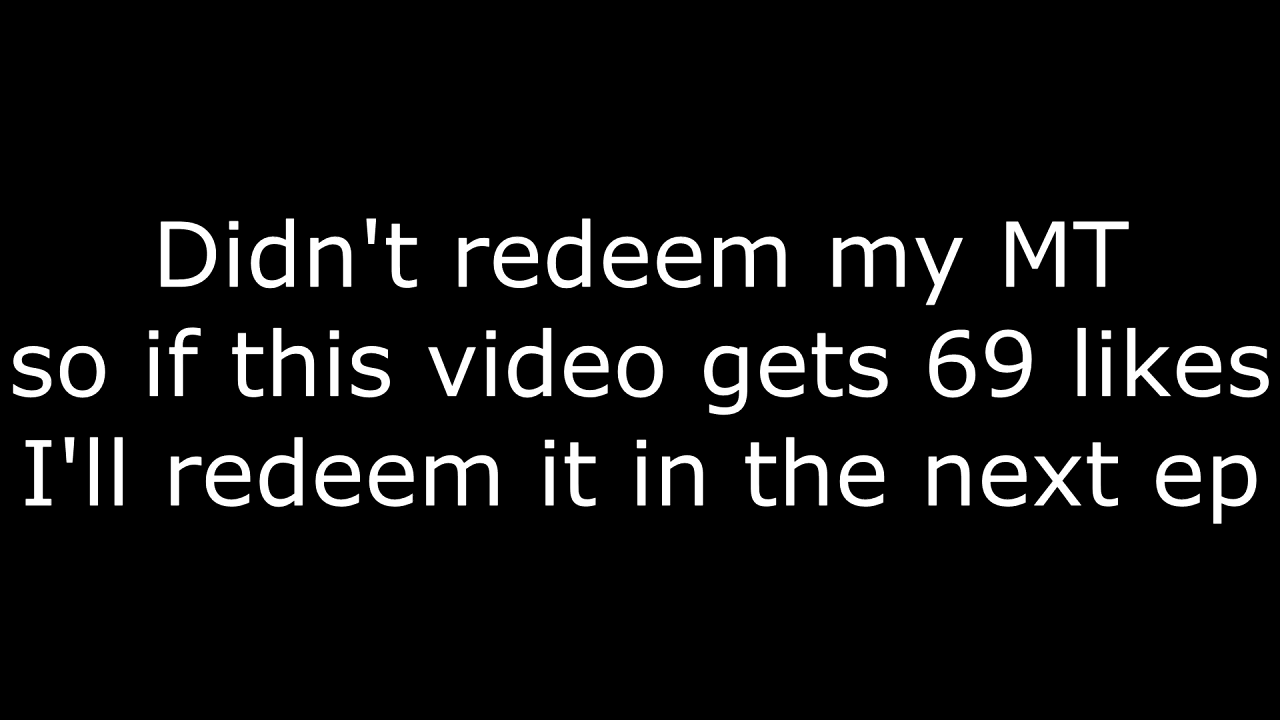 Didn't redeem my MT
so if this video gets 69 likes
I'll redeem it in the next ep